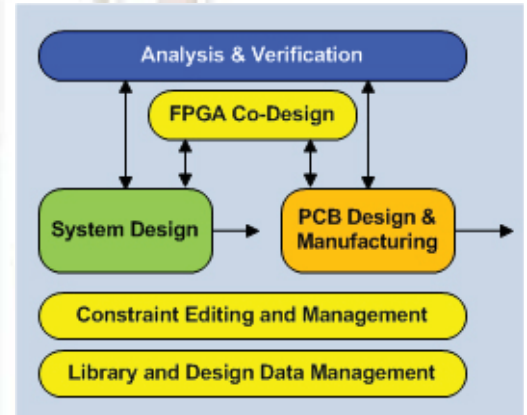 Analysis & Verification
FPGA Co-Design
System Design
PCB Design &
Manufacturing
Constraint Editing and Management
Library and Design Data Management